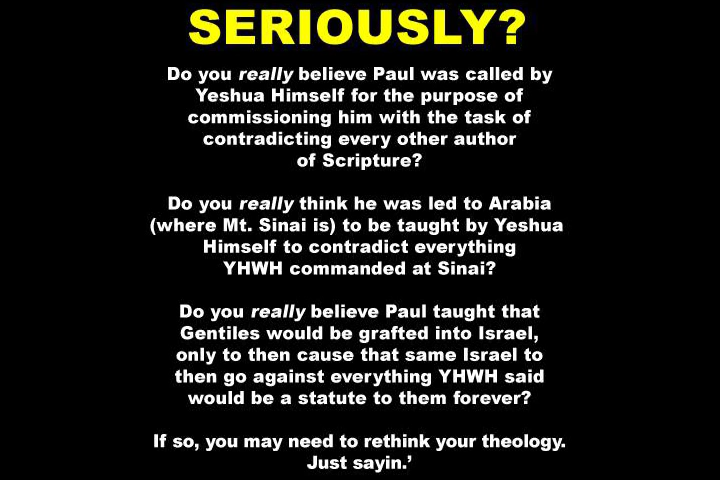 SERIOUSLY?
Do you really believe Paul was called by
Yeshua Himself for the purpose of
commissioning him with the task of
contradicting every other author
of Scripture?
Do you really think he was led to Arabia
(where Mt. Sinai is) to be taught by Yeshua
Himself to contradict everything
YHWH commanded at Sinai?
Do you really believe Paul taught that
Gentiles would be grafted into Israel,
only to then cause that same Israel to
then go against everything YHWH said
would be a statute to them forever?
If so, you may need to rethink your theology.
Just sayin.’